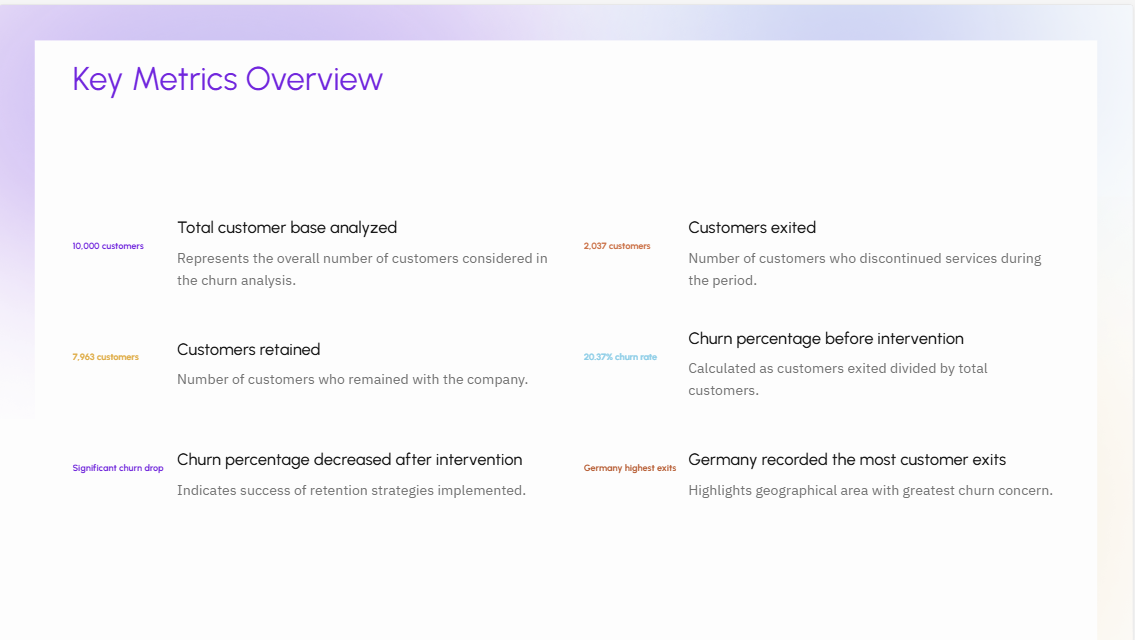 Key Metrics Overview
10,000 customers
Total customer base analyzed
Represents the overall number of customers considered in
the churn analysis.
2,037 customers
Customers exited
Number of customers who discontinued services during
the period.
7,963 customers
Customers retained
Number of customers who remained with the company.
20.37% churn rate
Churn percentage before intervention
Calculated as customers exited divided by total
customers.
Significant churn drop
Churn percentage decreased after intervention
Indicates success of retention strategies implemented.
Germany highest exits
Germany recorded the most customer exits
Highlights geographical area with greatest churn concern.